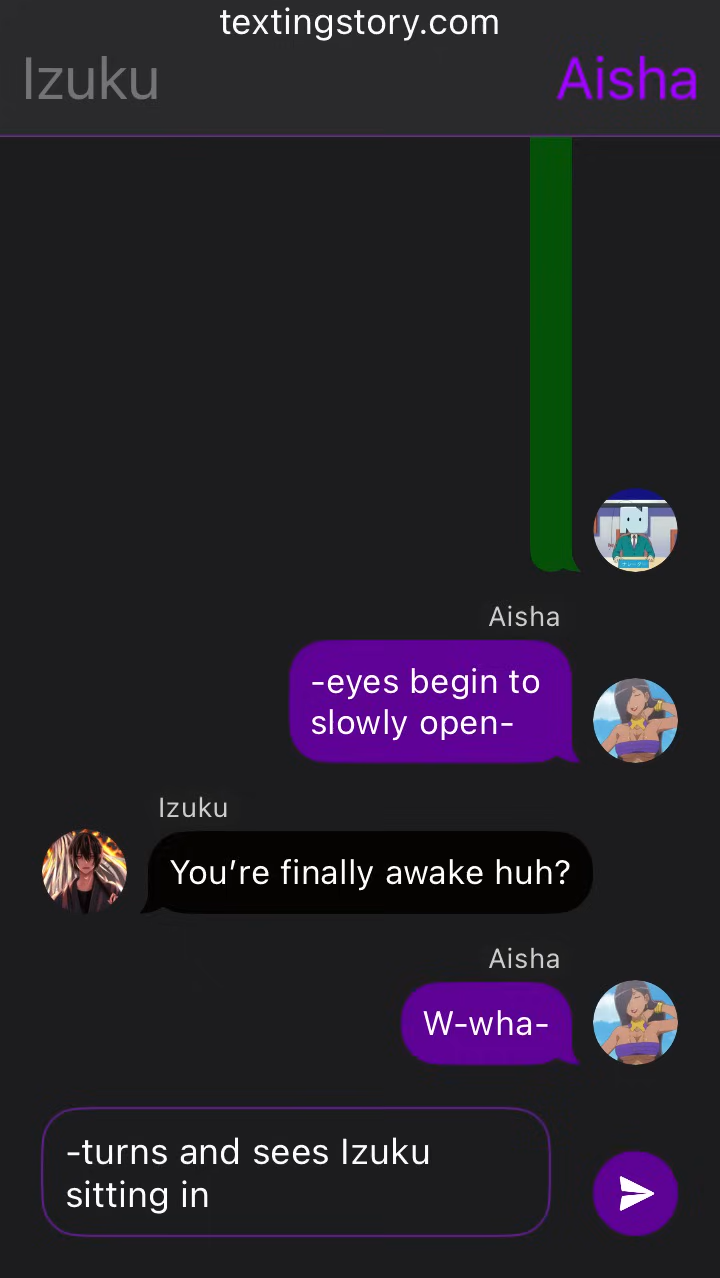 textingstory.com
Izuku
Aisha
Aisha
-eyes begin to
slowly open-
Izuku
You’re finally awake huh?
Aisha
W-wha-
-turns and sees Izuku
sitting in